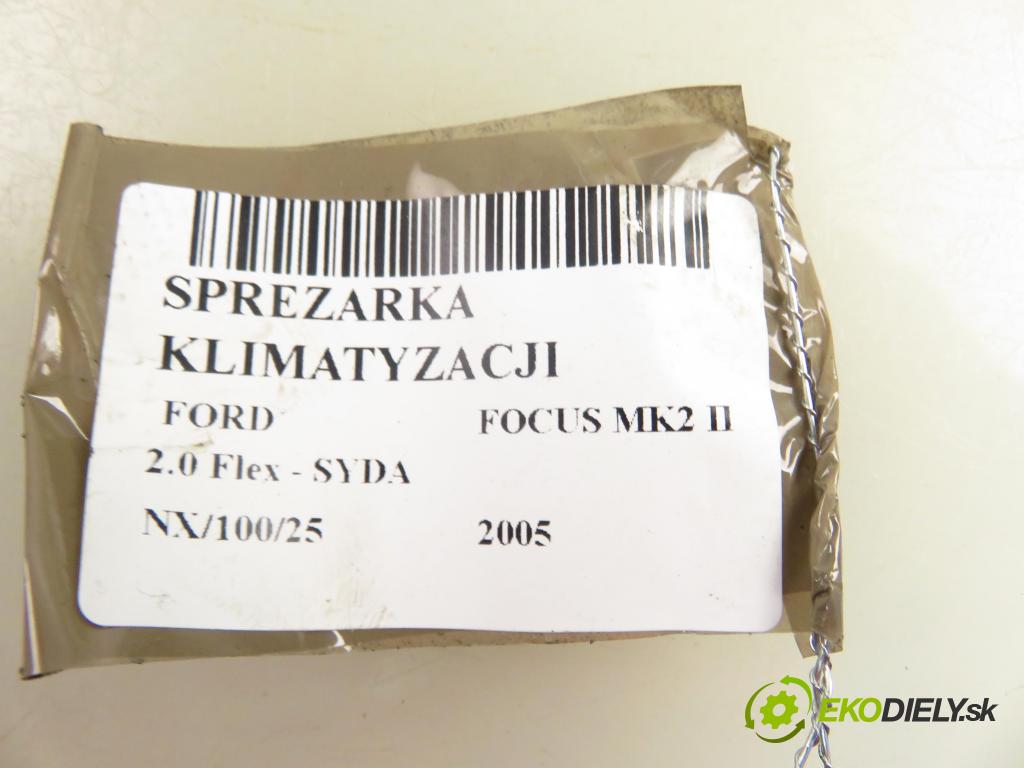 SPREZARKA
KLIMATYZACJI
FORD FOCUS MK2 II
2.0 Flex - SYDA
NX/100/25 2005
EKODIELY.sk